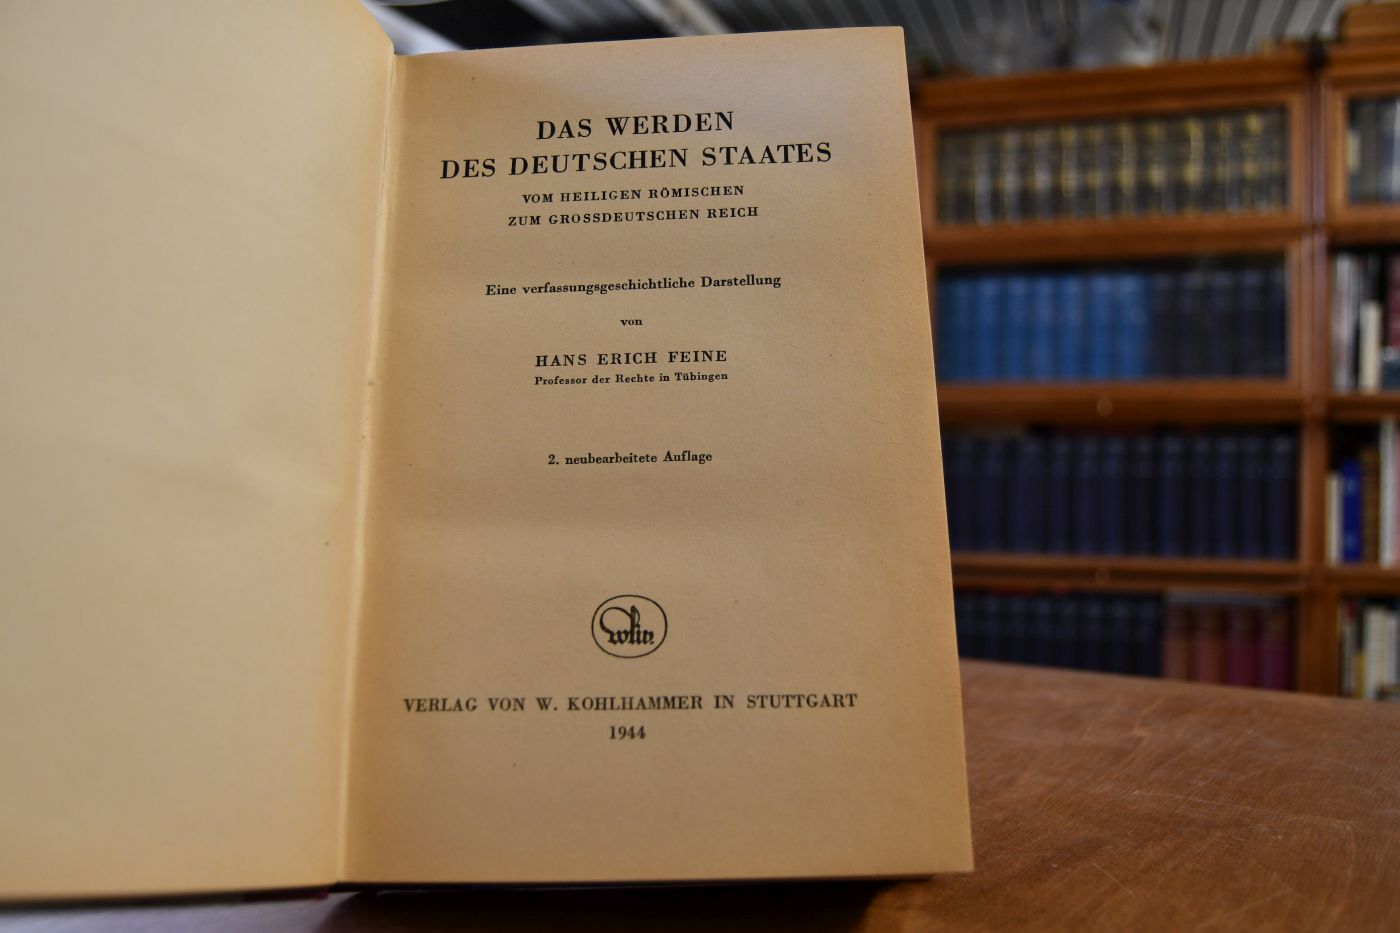 DAS WERDEN
DES DEUTSCHEN STAATES
VOM HEILIGEN RÖMISCHEN
ZUM GROSSDEUTSCHEN REICH
Eine verfassungsgeschichtliche Darstellung
von
HANS ERICH FEINE
Professor der Rechte in Tübingen
2. neubearbeitete Auflage
VERLAG VON W. KOHLHAMMER IN STUTTGART
1944